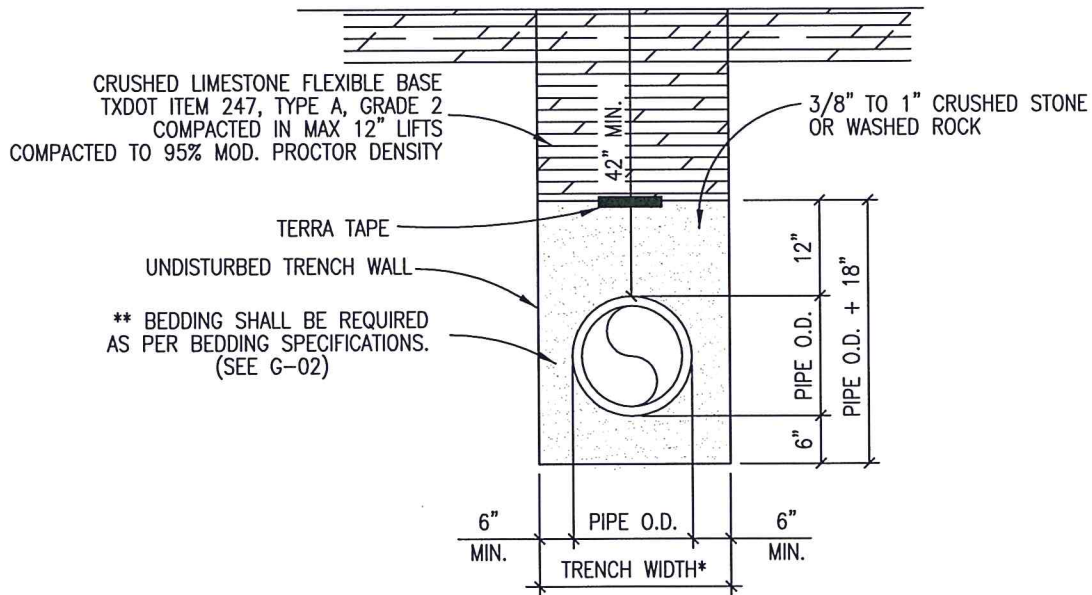 CRUSHED LIMESTONE FLEXIBLE BASE
TXDOT ITEM 247, TYPE A, GRADE 2
COMPACTED IN MAX 12" LIFTS
COMPACTED TO 95% MOD. PROCTOR DENSITY
42" MIN.
3/8" TO 1" CRUSHED STONE
OR WASHED ROCK
TERRA TAPE
UNDISTURBED TRENCH WALL
** BEDDING SHALL BE REQUIRED
AS PER BEDDING SPECIFICATIONS.
(SEE G-02)
12"
PIPE O.D.
6"
PIPE O.D. + 18"
6"
MIN.
PIPE O.D.
6"
MIN.
TRENCH WIDTH*